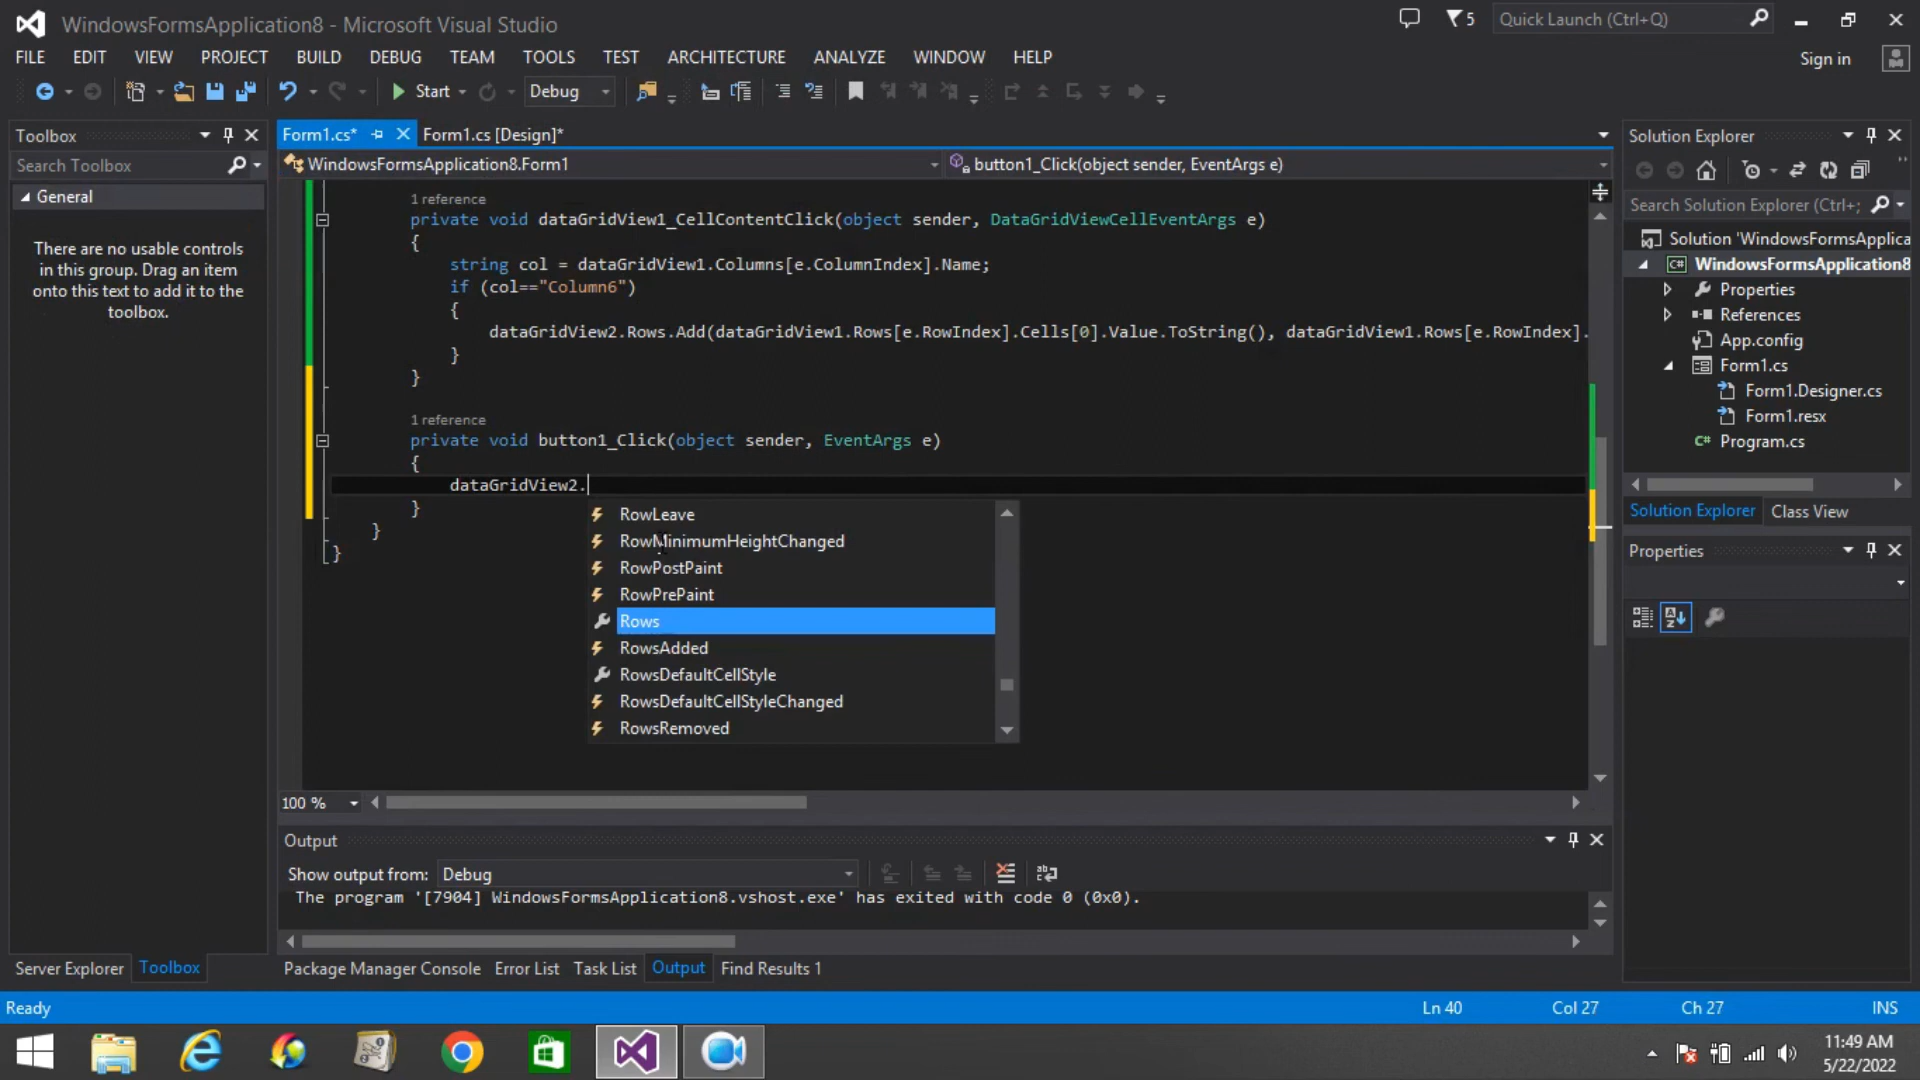 WindowsFormsApplication8 - Microsoft Visual Studio
5
Quick Launch (Ctrl+Q)
FILE EDIT VIEW PROJECT BUILD DEBUG TEAM TOOLS TEST ARCHITECTURE ANALYZE WINDOW HELP
Sign in
Start
Debug
Toolbox
Search Toolbox
General
There are no usable controls
in this group. Drag an item
onto this text to add it to the
toolbox.
Server Explorer
Toolbox
Form1.cs*
Form1.cs [Design]*
WindowsFormsApplication8.Form1
button1_Click(object sender, EventArgs e)
1 reference
private void dataGridView1_CellContentClick(object sender, DataGridViewCellEventArgs e)
{
string col = dataGridView1.Columns[e.ColumnIndex].Name;
if (col=="Column6")
{
dataGridView2.Rows.Add(dataGridView1.Rows[e.RowIndex].Cells[0].Value.ToString(), dataGridView1.Rows[e.RowIndex].
}
}
1 reference
private void button1_Click(object sender, EventArgs e)
{
dataGridView2.
}
}
}
RowLeave
RowMinimumHeightChanged
RowPostPaint
RowPrePaint
Rows
RowsAdded
RowsDefaultCellStyle
RowsDefaultCellStyleChanged
RowsRemoved
100 %
Output
Show output from: Debug
The program '[7904] WindowsFormsApplication8.vshost.exe' has exited with code 0 (0x0).
Package Manager Console Error List Task List Output Find Results 1
Solution Explorer
Search Solution Explorer (Ctrl+;
Solution 'WindowsFormsApplica
C# WindowsFormsApplication8
Properties
References
App.config
Form1.cs
Form1.Designer.cs
Form1.resx
C# Program.cs
Solution Explorer
Class View
Properties
Ready
Ln 40
Col 27
Ch 27
INS
11:49 AM
5/22/2022